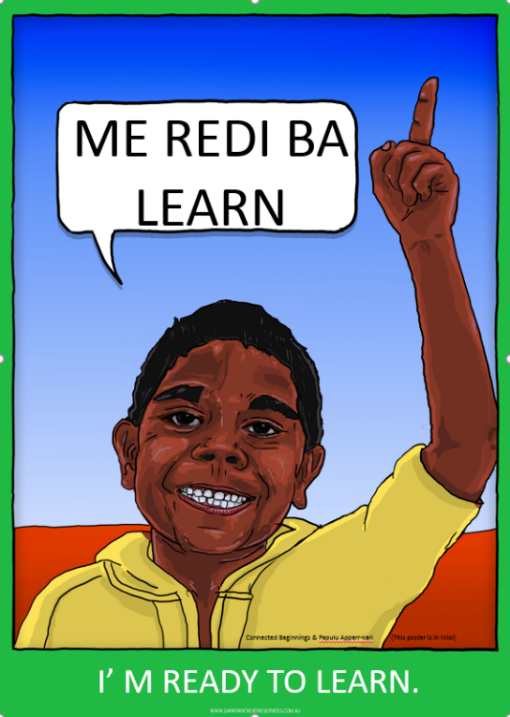 ME REDI BA
LEARN
Connected Beginnings & Papulu Apparr-kari (This poster is in Kriol)
I’ M READY TO LEARN.